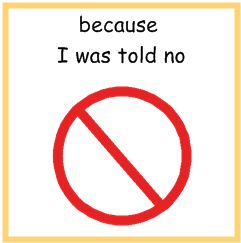 because
I was told no